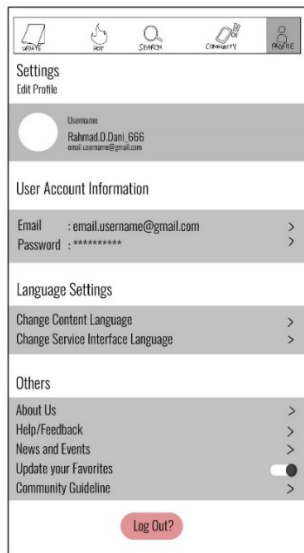 UPDATE HOT SEARCH COMMUNITY PROFILE
Settings
Edit Profile
Username
Rahmad.D.Dani_666
email.username@gmail.com
User Account Information
Email : email.username@gmail.com >
Password : ********** >
Language Settings
Change Content Language >
Change Service Interface Language >
Others
About Us >
Help/Feedback >
News and Events >
Update your Favorites
Community Guideline >
Log Out?